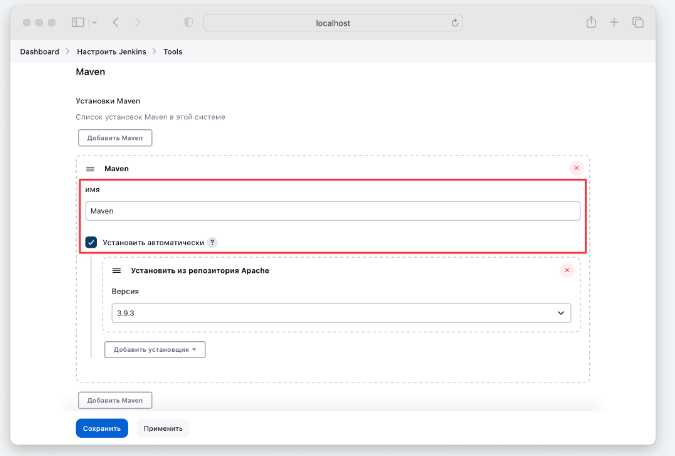 localhost
Dashboard > Настроить Jenkins > Tools
Maven
Установки Maven
Список установок Maven в этой системе
Добавить Maven
Maven
имя
Maven
Установить автоматически ?
Установить из репозитория Apache
Версия
3.9.3
Добавить установщик
Добавить Maven
Сохранить Применить